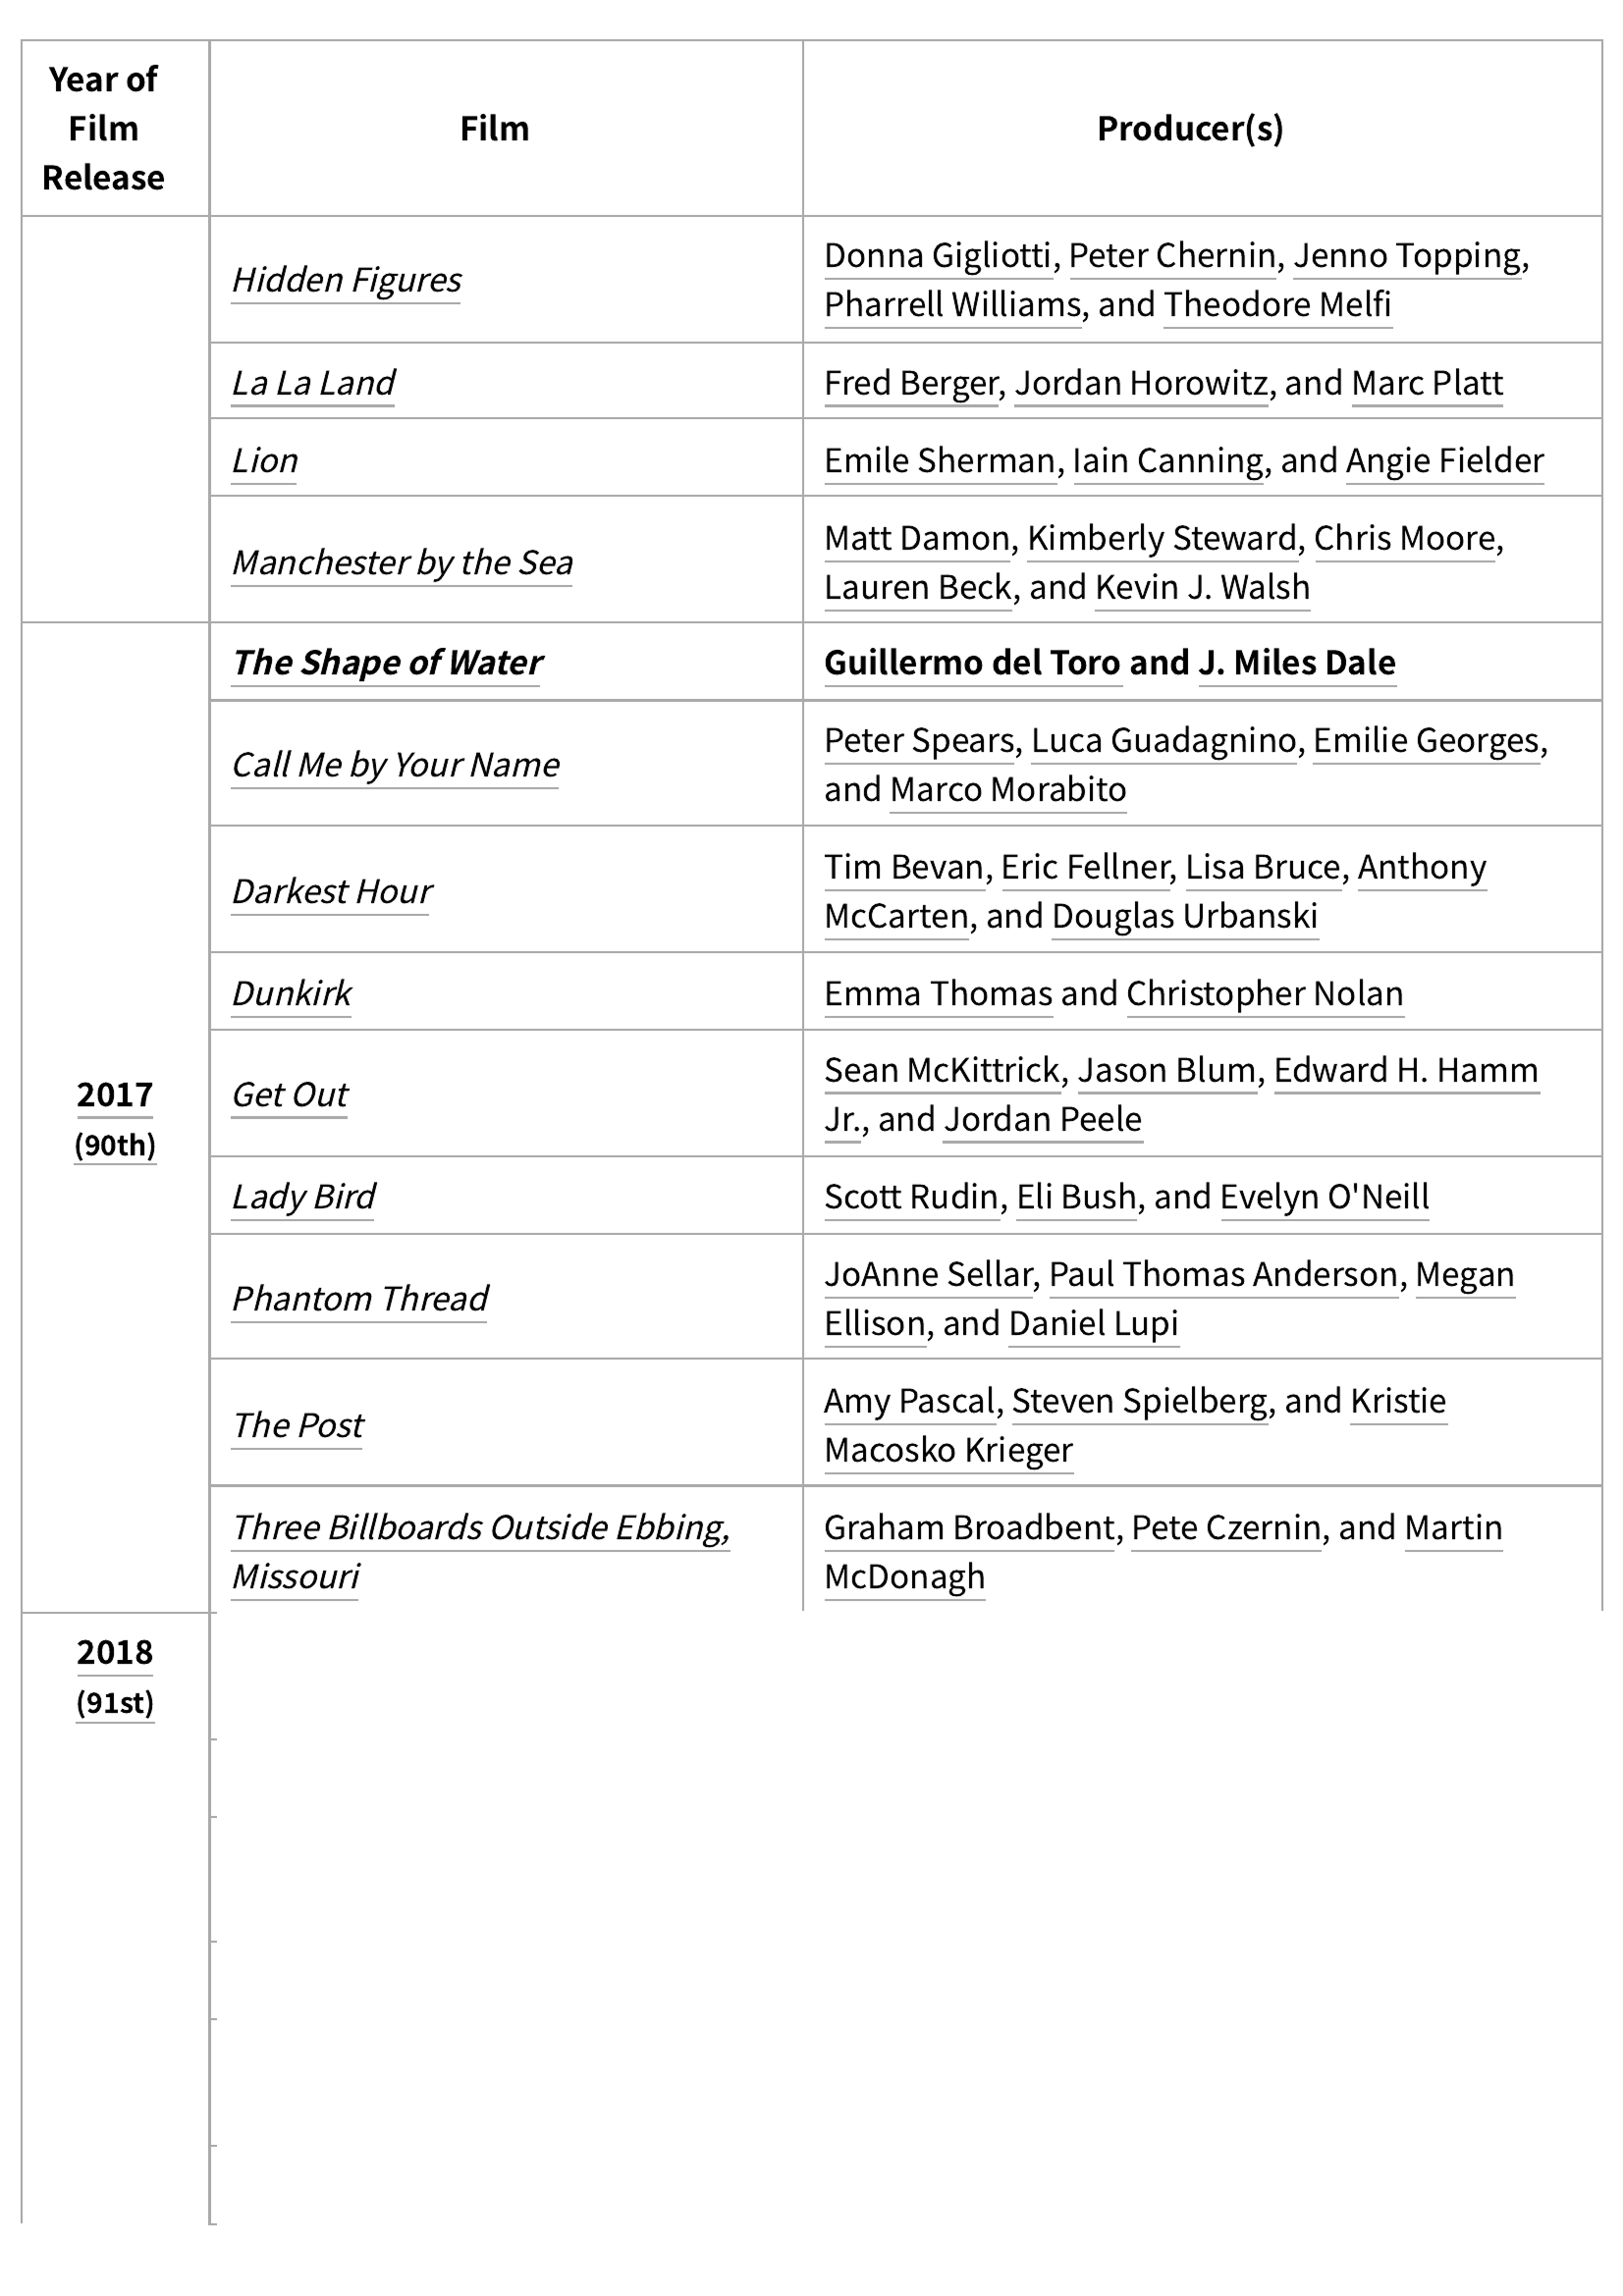 Year of
Film
Release
Film
Producer(s)
Hidden Figures
Donna Gigliotti, Peter Chernin, Jenno Topping,
Pharrell Williams, and Theodore Melfi
La La Land
Fred Berger, Jordan Horowitz, and Marc Platt
Lion
Emile Sherman, Iain Canning, and Angie Fielder
Manchester by the Sea
Matt Damon, Kimberly Steward, Chris Moore,
Lauren Beck, and Kevin J. Walsh
2017
(90th)
The Shape of Water
Guillermo del Toro and J. Miles Dale
Call Me by Your Name
Peter Spears, Luca Guadagnino, Emilie Georges,
and Marco Morabito
Darkest Hour
Tim Bevan, Eric Fellner, Lisa Bruce, Anthony
McCarten, and Douglas Urbanski
Dunkirk
Emma Thomas and Christopher Nolan
Get Out
Sean McKittrick, Jason Blum, Edward H. Hamm
Jr., and Jordan Peele
Lady Bird
Scott Rudin, Eli Bush, and Evelyn O'Neill
Phantom Thread
JoAnne Sellar, Paul Thomas Anderson, Megan
Ellison, and Daniel Lupi
The Post
Amy Pascal, Steven Spielberg, and Kristie
Macosko Krieger
Three Billboards Outside Ebbing,
Missouri
Graham Broadbent, Pete Czernin, and Martin
McDonagh
2018
(91st)